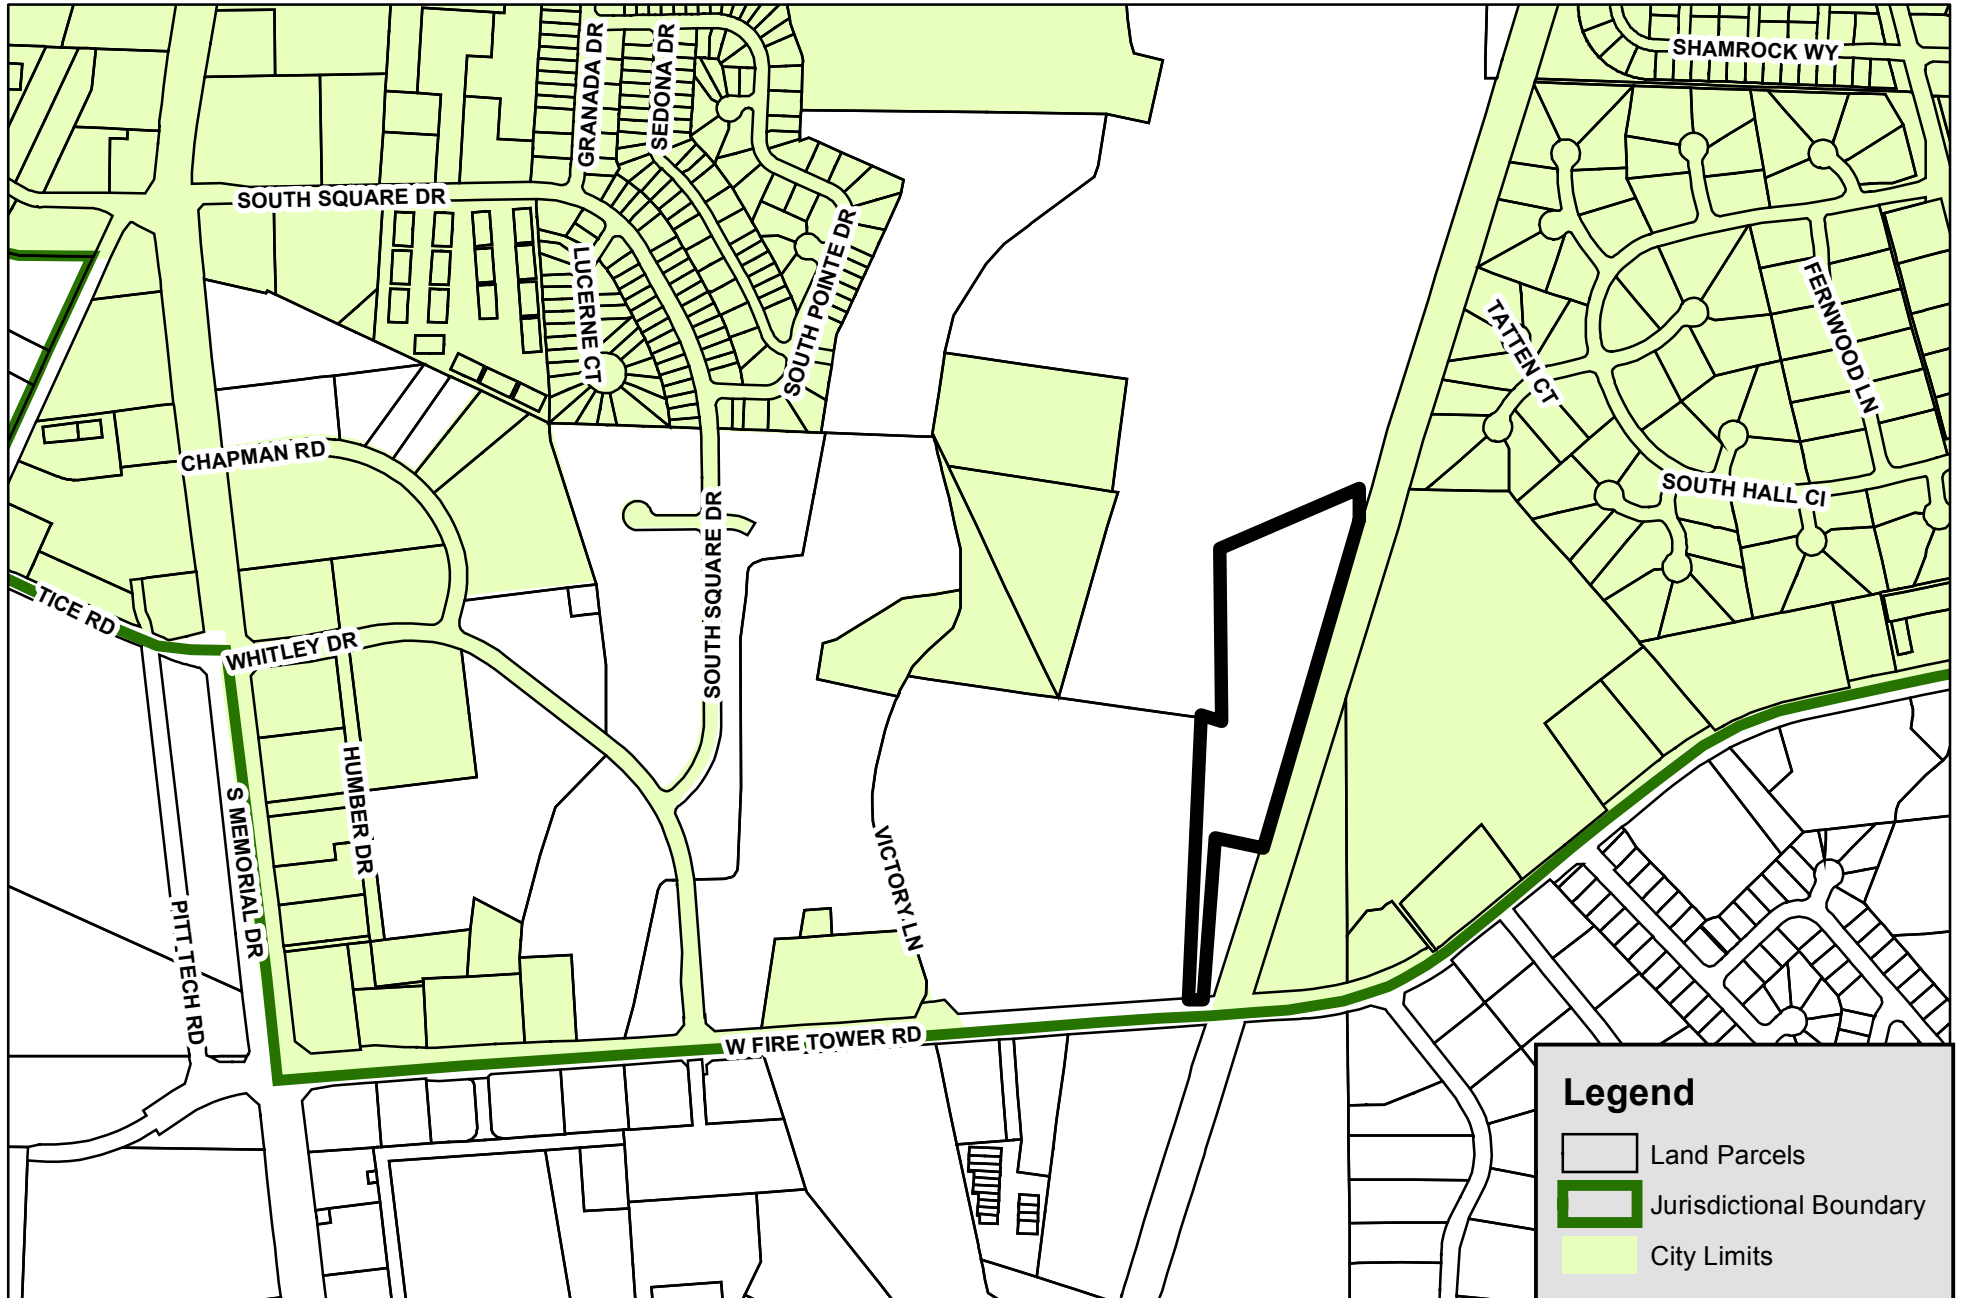 SHAMROCK WY
GRANADA DR
SEDONA DR
SOUTH SQUARE DR
LUCERNE CT
SOUTH POINTE DR
TATTEN CT
FERNWOOD LN
CHAPMAN RD
SOUTH HALL CI
SOUTH SQUARE DR
TICE RD
WHITLEY DR
HUMBER DR
S MEMORIAL DR
VICTORY LN
PITT TECH RD
W FIRE TOWER RD
Legend
Land Parcels
Jurisdictional Boundary
City Limits